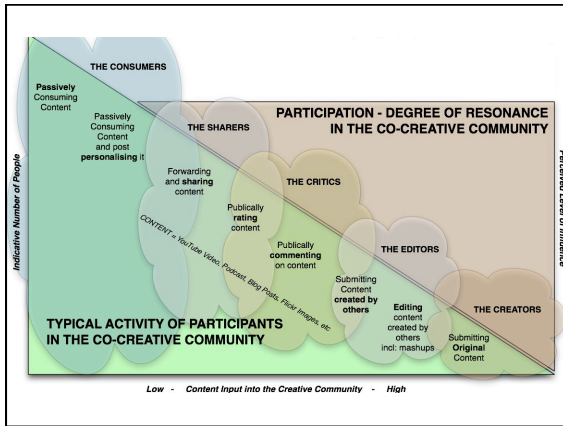 THE CONSUMERS
Passively
Consuming
Content
Passively
Consuming
Content
and post
personalising it
PARTICIPATION - DEGREE OF RESONANCE
IN THE CO-CREATIVE COMMUNITY
THE SHARERS
Forwarding
and sharing
content
THE CRITICS
Publically
rating
content
Publically
commenting
on content
CONTENT = YouTube Video, Podcast, Blog Posts, Flickr Images, etc
THE EDITORS
Submitting
Content
created by
others
Editing
content
created by
others
incl: mashups
THE CREATORS
Submitting
Original
Content
TYPICAL ACTIVITY OF PARTICIPANTS
IN THE CO-CREATIVE COMMUNITY
Indicative Number of People
Perceived Level of Influence
Low - Content Input into the Creative Community - High